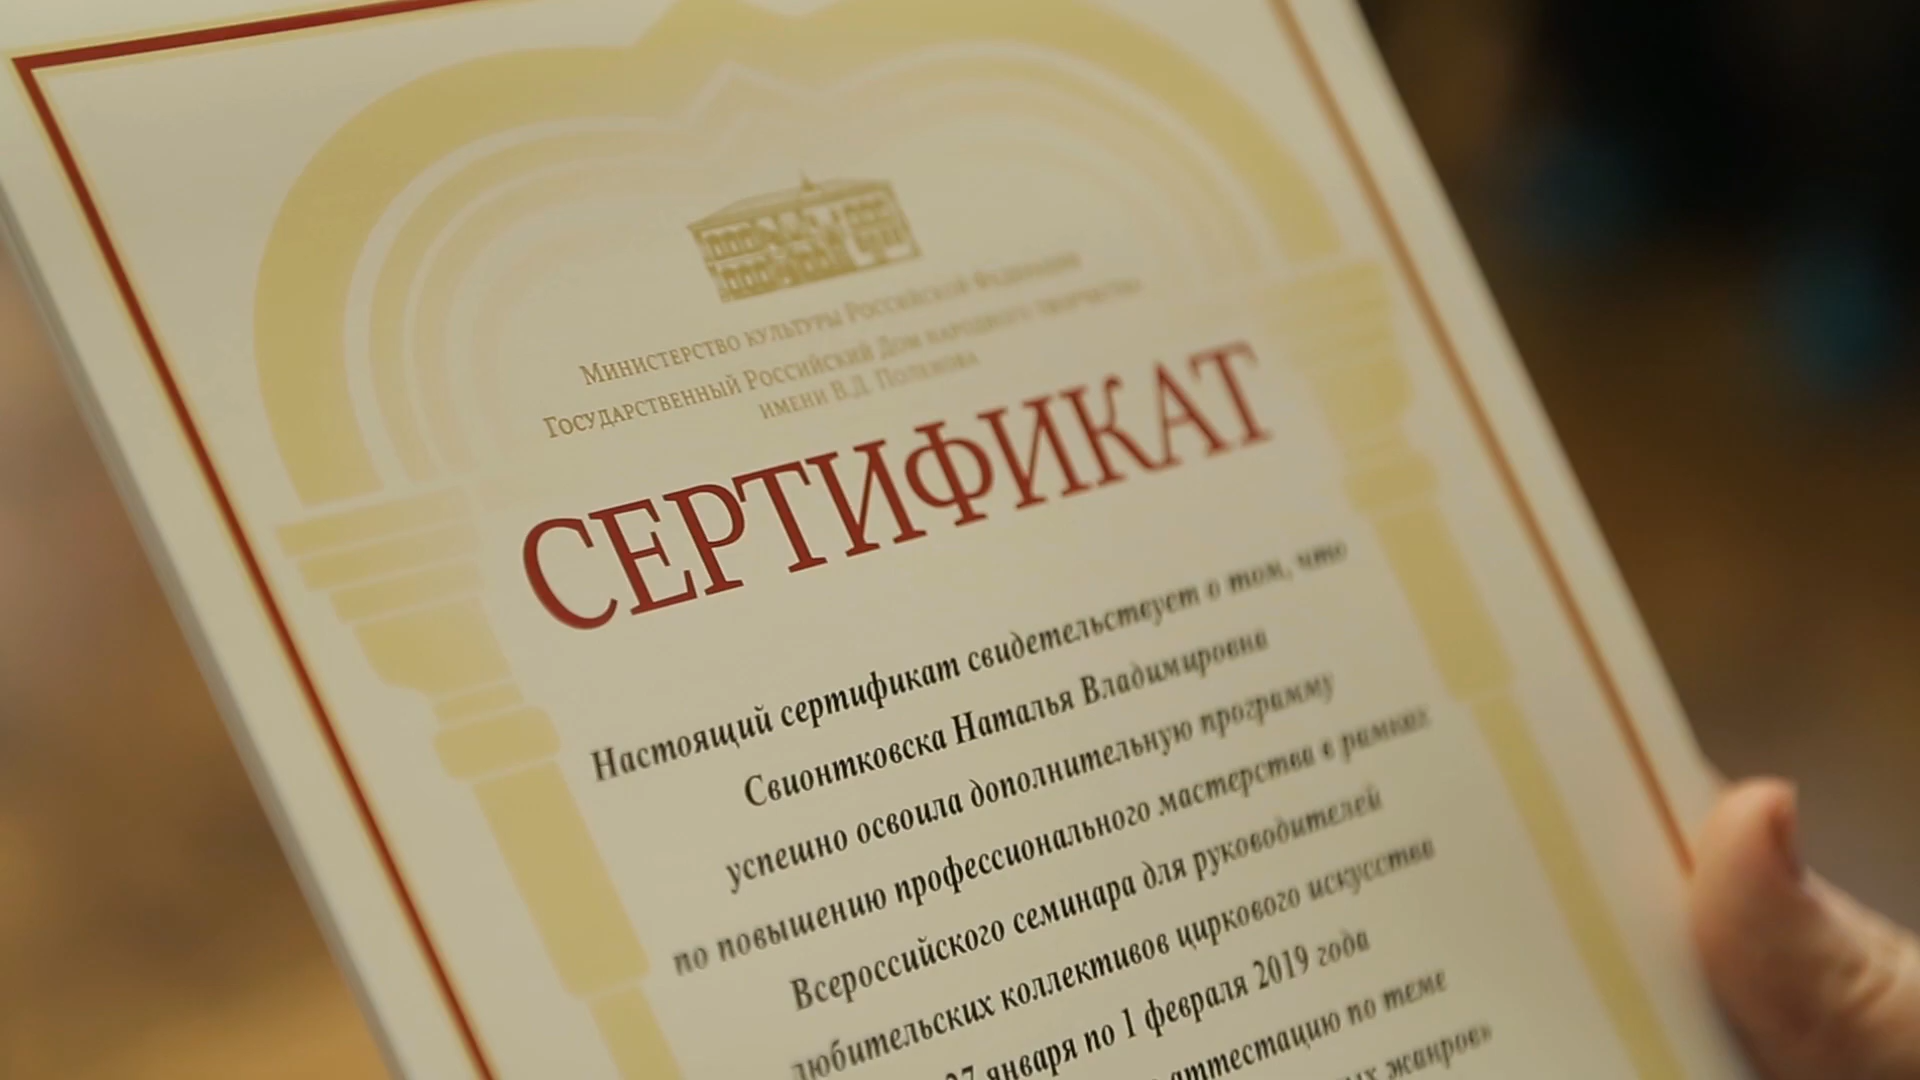 Министерство культуры Российской Федерации
Государственный Российский Дом народного творчества
имени В.Д. Поленова
СЕРТИФИКАТ
Настоящий сертификат свидетельствует о том, что
Свионтковска Наталья Владимировна
успешно освоила дополнительную программу
по повышению профессионального мастерства в рамках
Всероссийского семинара для руководителей
любительских коллективов циркового искусства
27 января по 1 февраля 2019 года
аттестацию по теме
жанров»